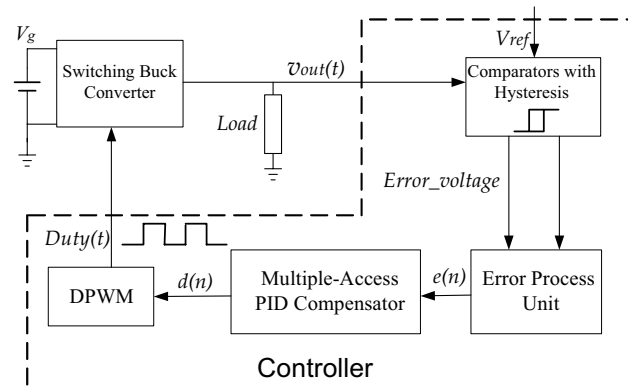 Vg
Switching Buck
Converter
vout(t)
Load
Vref
Comparators with
Hysteresis
Error_voltage
Duty(t)
DPWM
d(n)
Multiple-Access
PID Compensator
e(n)
Error Process
Unit
Controller